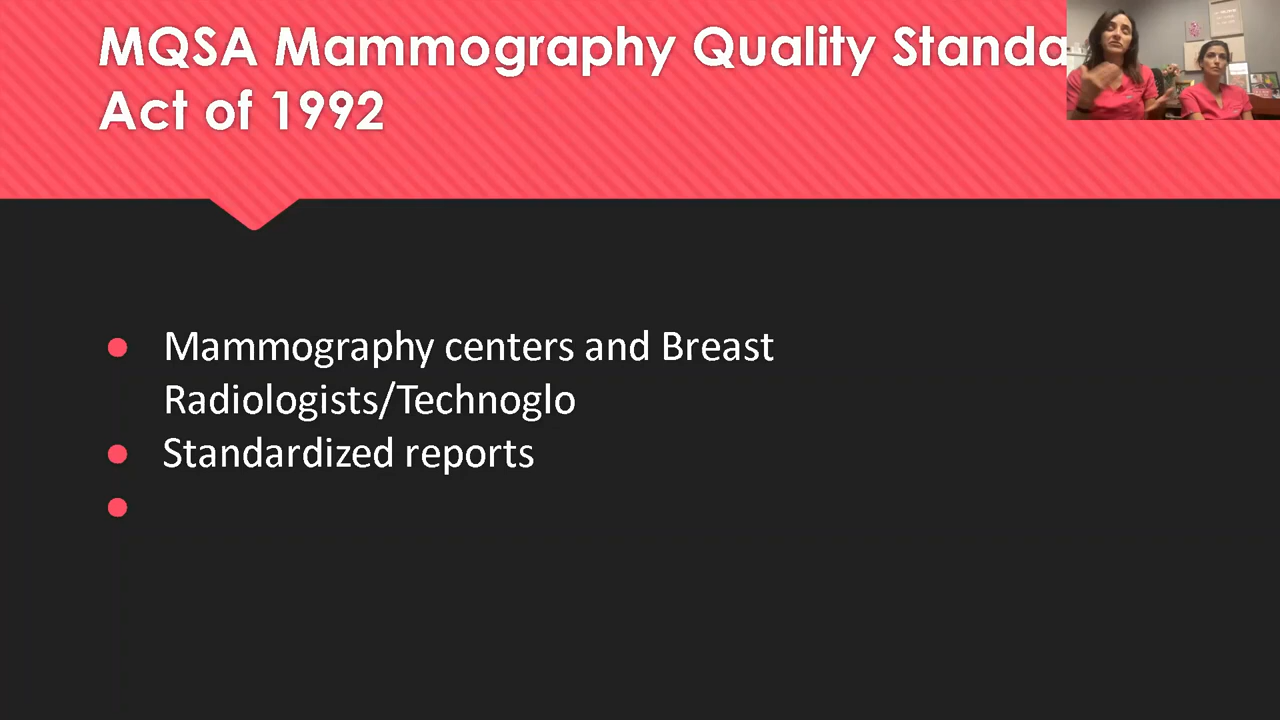 MQSA Mammography Quality Standa
Act of 1992
Mammography centers and Breast
Radiologists/Technoglo
Standardized reports